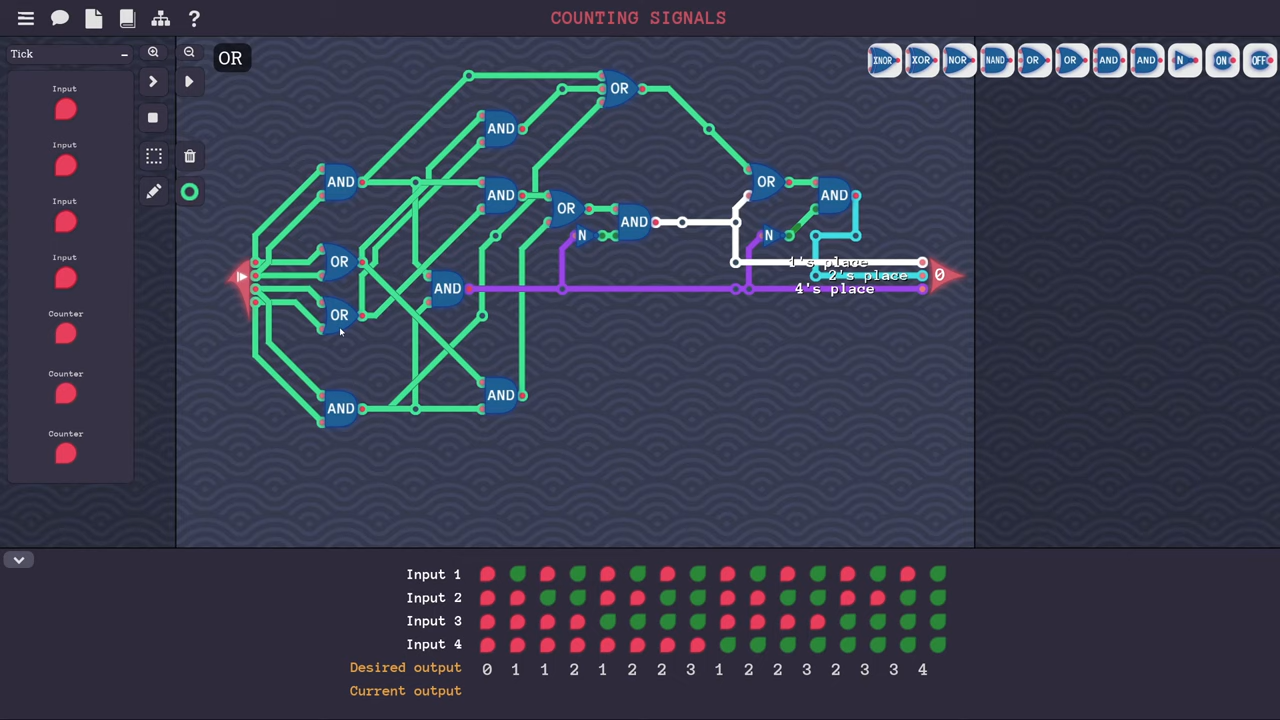 ? COUNTING SIGNALS
Tick
OR
XNOR XOR NOR NAND OR OR AND AND N ON OFF
Input
Input
Input
Input
Counter
Counter
Counter
OR
AND
AND
AND
OR
AND
OR
AND
N
N
OR
AND
OR
AND
AND
1's place
2's place
4's place
0
Input 1
Input 2
Input 3
Input 4
Desired output 0 1 1 2 1 2 2 3 1 2 2 3 2 3 3 4
Current output